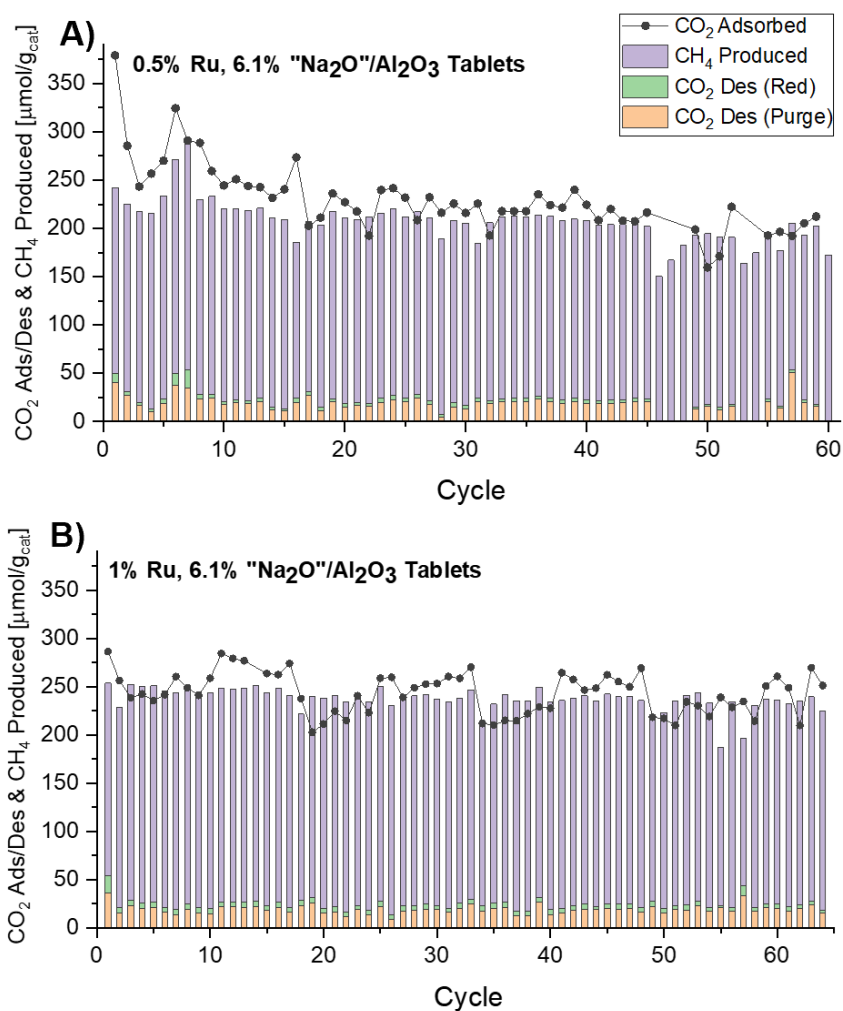 A)
0.5% Ru, 6.1% "Na₂O"/Al₂O₃ Tablets
CO₂ Adsorbed
CH₄ Produced
CO₂ Des (Red)
CO₂ Des (Purge)
CO₂ Ads/Des & CH₄ Produced [μmol/g_cat]
350
300
250
200
150
100
50
0
0 10 20 30 40 50 60
Cycle
B)
1% Ru, 6.1% "Na₂O"/Al₂O₃ Tablets
CO₂ Ads/Des & CH₄ Produced [μmol/g_cat]
350
300
250
200
150
100
50
0
0 10 20 30 40 50 60
Cycle